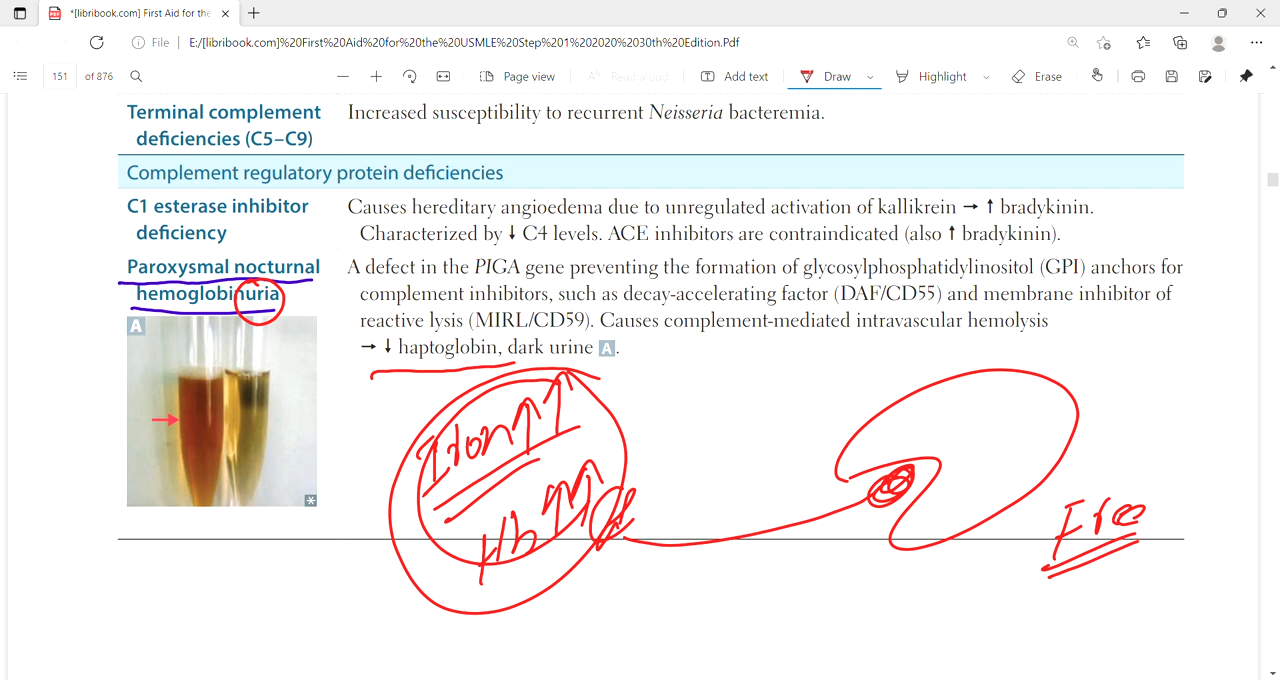 *[libribook.com] First Aid for the
File E:/[libribook.com]%20First%20Aid%20for%20the%20USMLE%20Step%201%202020%2030th%20Edition.Pdf
151 of 876 Page view Read aloud Add text Draw Highlight Erase
Terminal complement Increased susceptibility to recurrent Neisseria bacteremia.
deficiencies (C5–C9)
Complement regulatory protein deficiencies
C1 esterase inhibitor Causes hereditary angioedema due to unregulated activation of kallikrein → ↑ bradykinin.
deficiency Characterized by ↓ C4 levels. ACE inhibitors are contraindicated (also ↑ bradykinin).
Paroxysmal nocturnal A defect in the PIGA gene preventing the formation of glycosylphosphatidylinositol (GPI) anchors for
hemoglobinuria complement inhibitors, such as decay-accelerating factor (DAF/CD55) and membrane inhibitor of
reactive lysis (MIRL/CD59). Causes complement-mediated intravascular hemolysis
→ ↓ haptoglobin, dark urine A.
A
Iron ↑↑
Hb ↑↑↑
Free